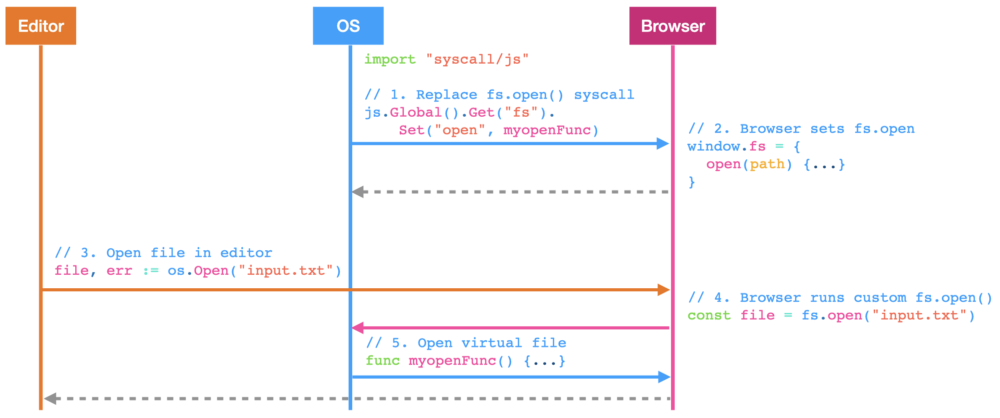 Editor
OS
Browser
import "syscall/js"
// 1. Replace fs.open() syscall
js.Global().Get("fs").
Set("open", myopenFunc)
// 2. Browser sets fs.open
window.fs = {
open(path) {...}
}
// 3. Open file in editor
file, err := os.Open("input.txt")
// 4. Browser runs custom fs.open()
const file = fs.open("input.txt")
// 5. Open virtual file
func myopenFunc() {...}